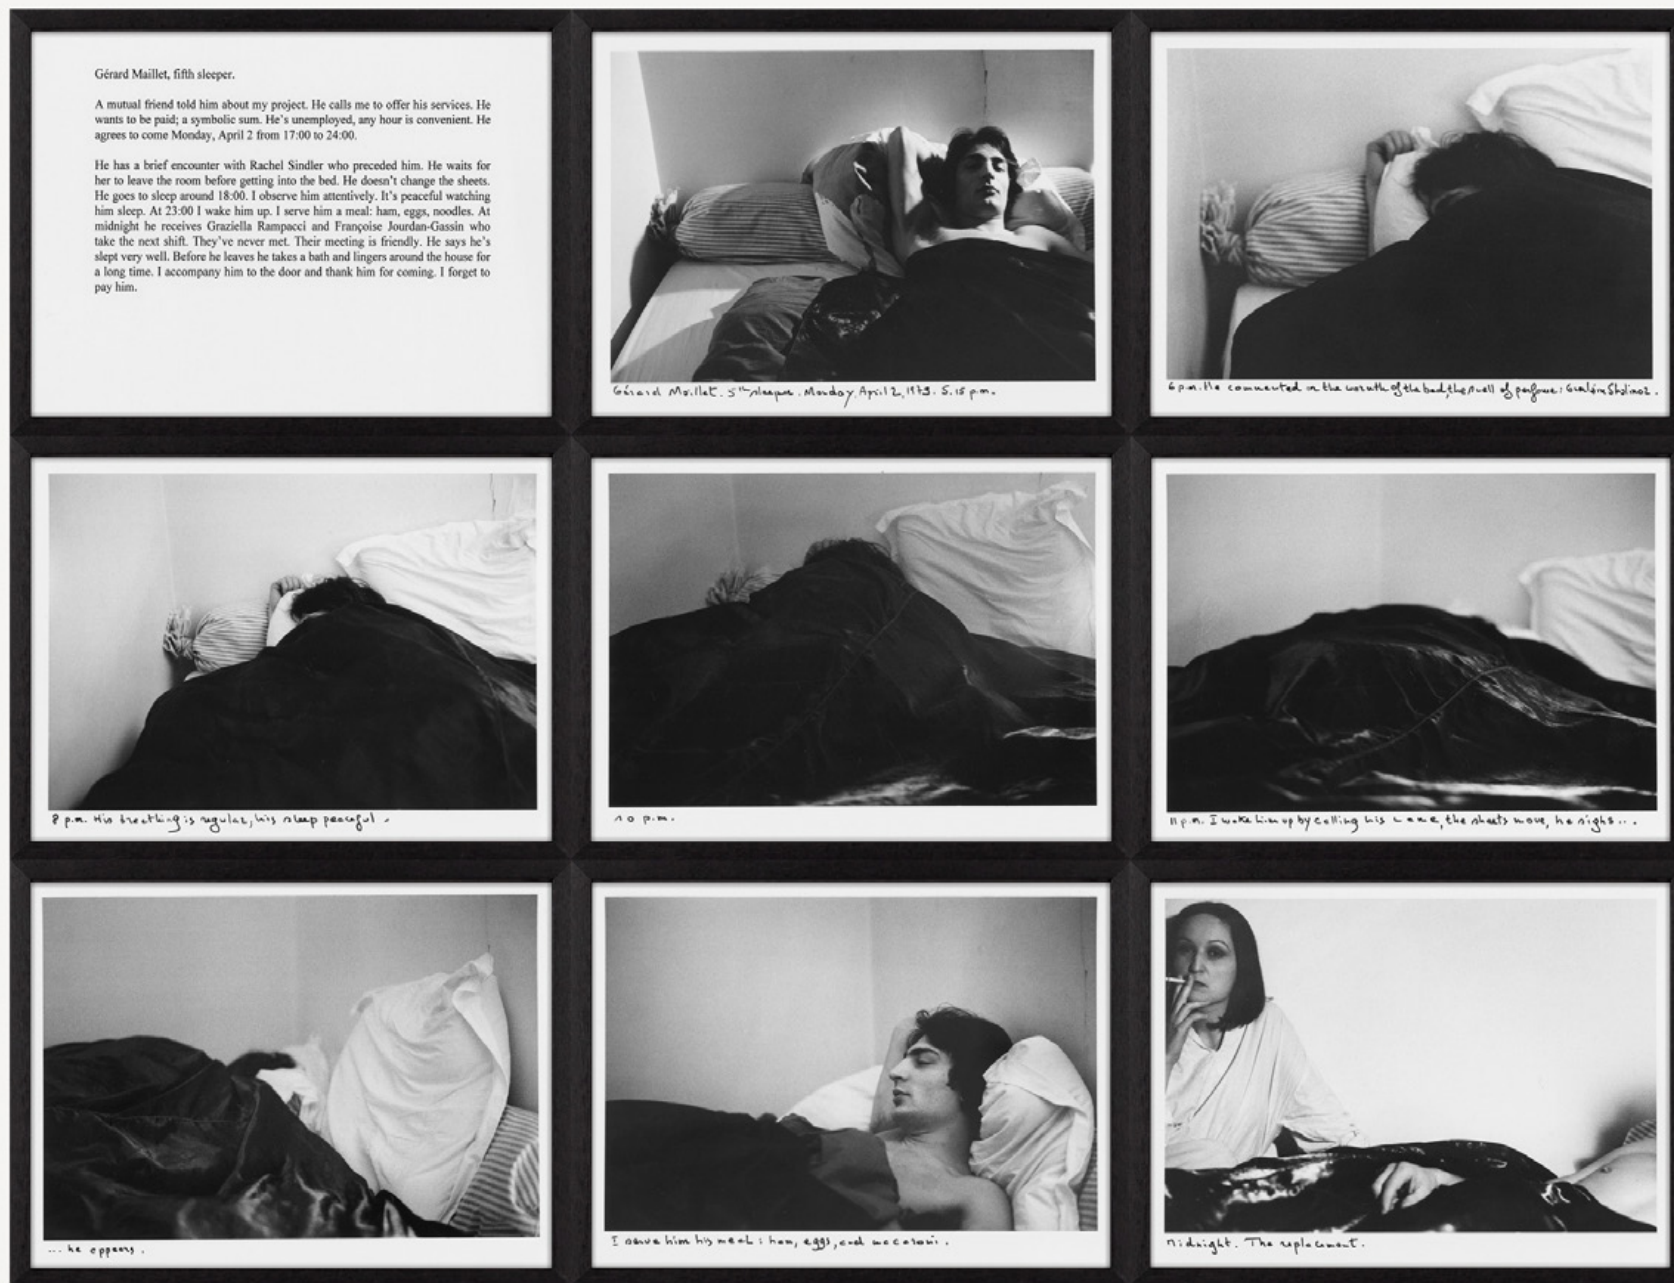 Gérard Maillet, fifth sleeper.
A mutual friend told him about my project. He calls me to offer his services. He
wants to be paid; a symbolic sum. He's unemployed, any hour is convenient. He
agrees to come Monday, April 2 from 17:00 to 24:00.
He has a brief encounter with Rachel Sindler who preceded him. He waits for
her to leave the room before getting into the bed. He doesn't change the sheets.
He goes to sleep around 18:00. I observe him attentively. It's peaceful watching
him sleep. At 23:00 I wake him up. I serve him a meal: ham, eggs, noodles. At
midnight he receives Graziella Rampacci and Françoise Jourdan-Gassin who
take the next shift. They've never met. Their meeting is friendly. He says he's
slept very well. Before he leaves he takes a bath and lingers around the house for
a long time. I accompany him to the door and thank him for coming. I forget to
pay him.
Gérard Maillet. 5th sleeper. Monday, April 2, 1979. 5.15 p.m.
6 p.m. He commented on the warmth of the bed, the smell of perfume: Guerlain Shalimar.
8 p.m. His breathing is regular, his sleep peaceful.
10 p.m.
11 p.m. I woke him up by calling his name, the sheets move, he sighs...
... he appears.
I serve him his meal: ham, eggs, and macaroni.
Midnight. The replacement.